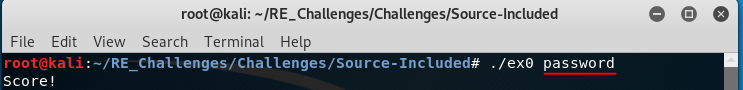 root@kali: ~/RE_Challenges/Challenges/Source-Included
File Edit View Search Terminal Help
root@kali:~/RE_Challenges/Challenges/Source-Included# ./ex0 password
Score!